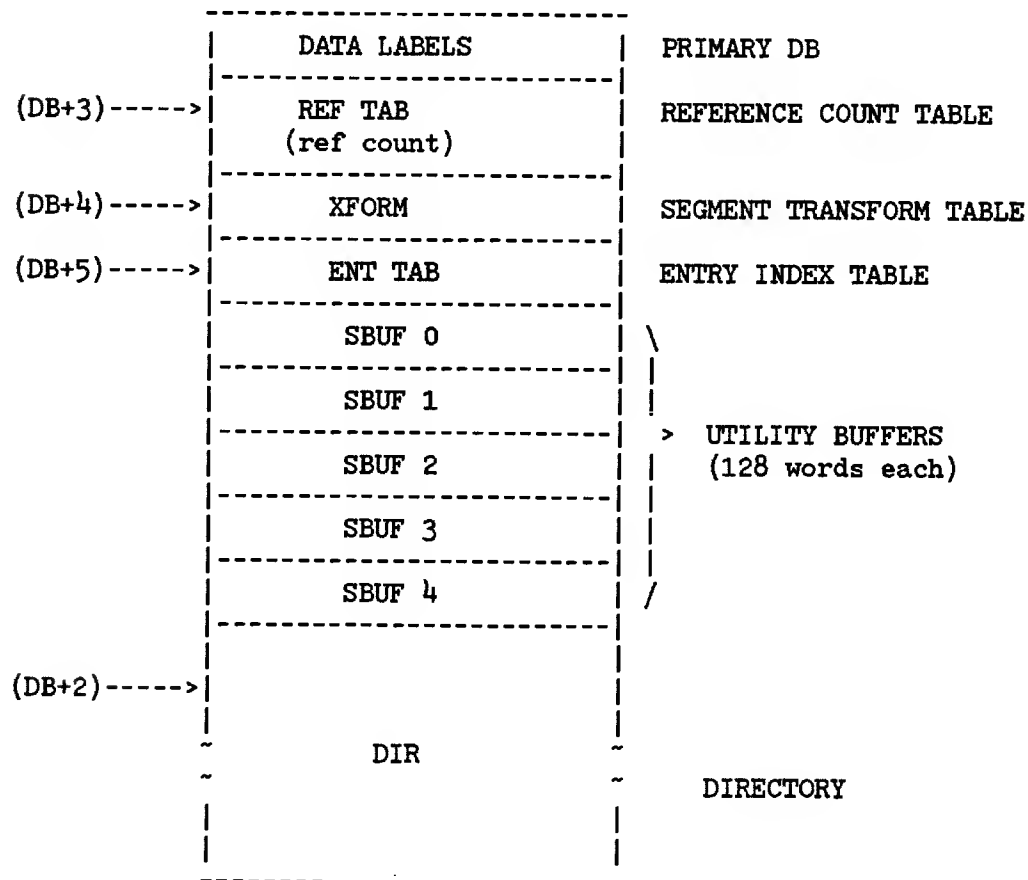 DATA LABELS PRIMARY DB
(DB+3)-----> REF TAB REFERENCE COUNT TABLE
(ref count)
(DB+4)-----> XFORM SEGMENT TRANSFORM TABLE
(DB+5)-----> ENT TAB ENTRY INDEX TABLE
SBUF 0
SBUF 1
SBUF 2 > UTILITY BUFFERS
(128 words each)
SBUF 3
SBUF 4
(DB+2)----->
DIR
DIRECTORY